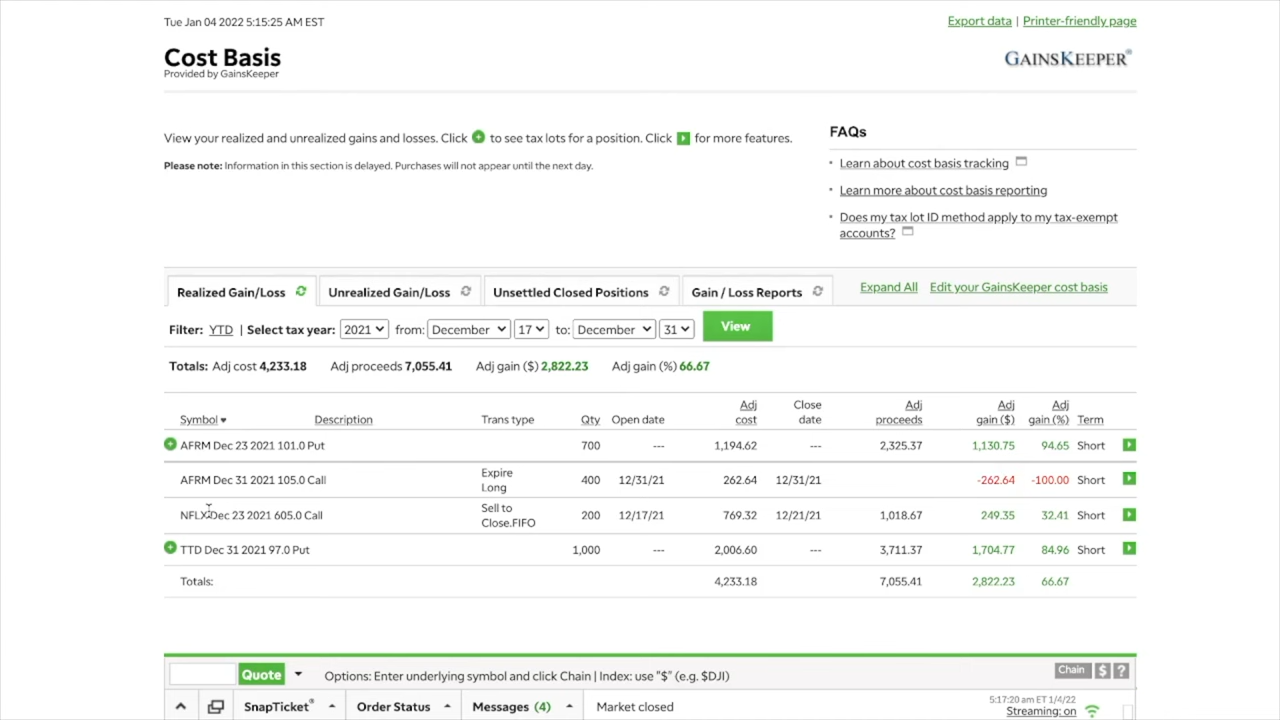 Tue Jan 04 2022 5:15:25 AM EST
Export data | Printer-friendly page
Cost Basis
Provided by GainsKeeper
GAINSKEEPER®
View your realized and unrealized gains and losses. Click to see tax lots for a position. Click for more features.
Please note: Information in this section is delayed. Purchases will not appear until the next day.
FAQs
Learn about cost basis tracking
Learn more about cost basis reporting
Does my tax lot ID method apply to my tax-exempt
accounts?
Realized Gain/Loss Unrealized Gain/Loss Unsettled Closed Positions Gain / Loss Reports Expand All Edit your GainsKeeper cost basis
Filter: YTD | Select tax year: 2021 from: December 17 to: December 31 View
Totals: Adj cost 4,233.18 Adj proceeds 7,055.41 Adj gain ($) 2,822.23 Adj gain (%) 66.67
Symbol Description Trans type Qty Open date Adj cost Close date Adj proceeds Adj gain ($) Adj gain (%) Term
AFRM Dec 23 2021 101.0 Put 700 --- 1,194.62 --- 2,325.37 1,130.75 94.65 Short
AFRM Dec 31 2021 105.0 Call Expire Long 400 12/31/21 262.64 12/31/21 -262.64 -100.00 Short
NFLX Dec 23 2021 605.0 Call Sell to Close.FIFO 200 12/17/21 769.32 12/21/21 1,018.67 249.35 32.41 Short
TTD Dec 31 2021 97.0 Put 1,000 --- 2,006.60 --- 3,711.37 1,704.77 84.96 Short
Totals: 4,233.18 7,055.41 2,822.23 66.67
Quote Options: Enter underlying symbol and click Chain | Index: use "$" (e.g. $DJI) Chain $ ?
SnapTicket® Order Status Messages (4) Market closed
5:17:20 am ET 1/4/22
Streaming: on